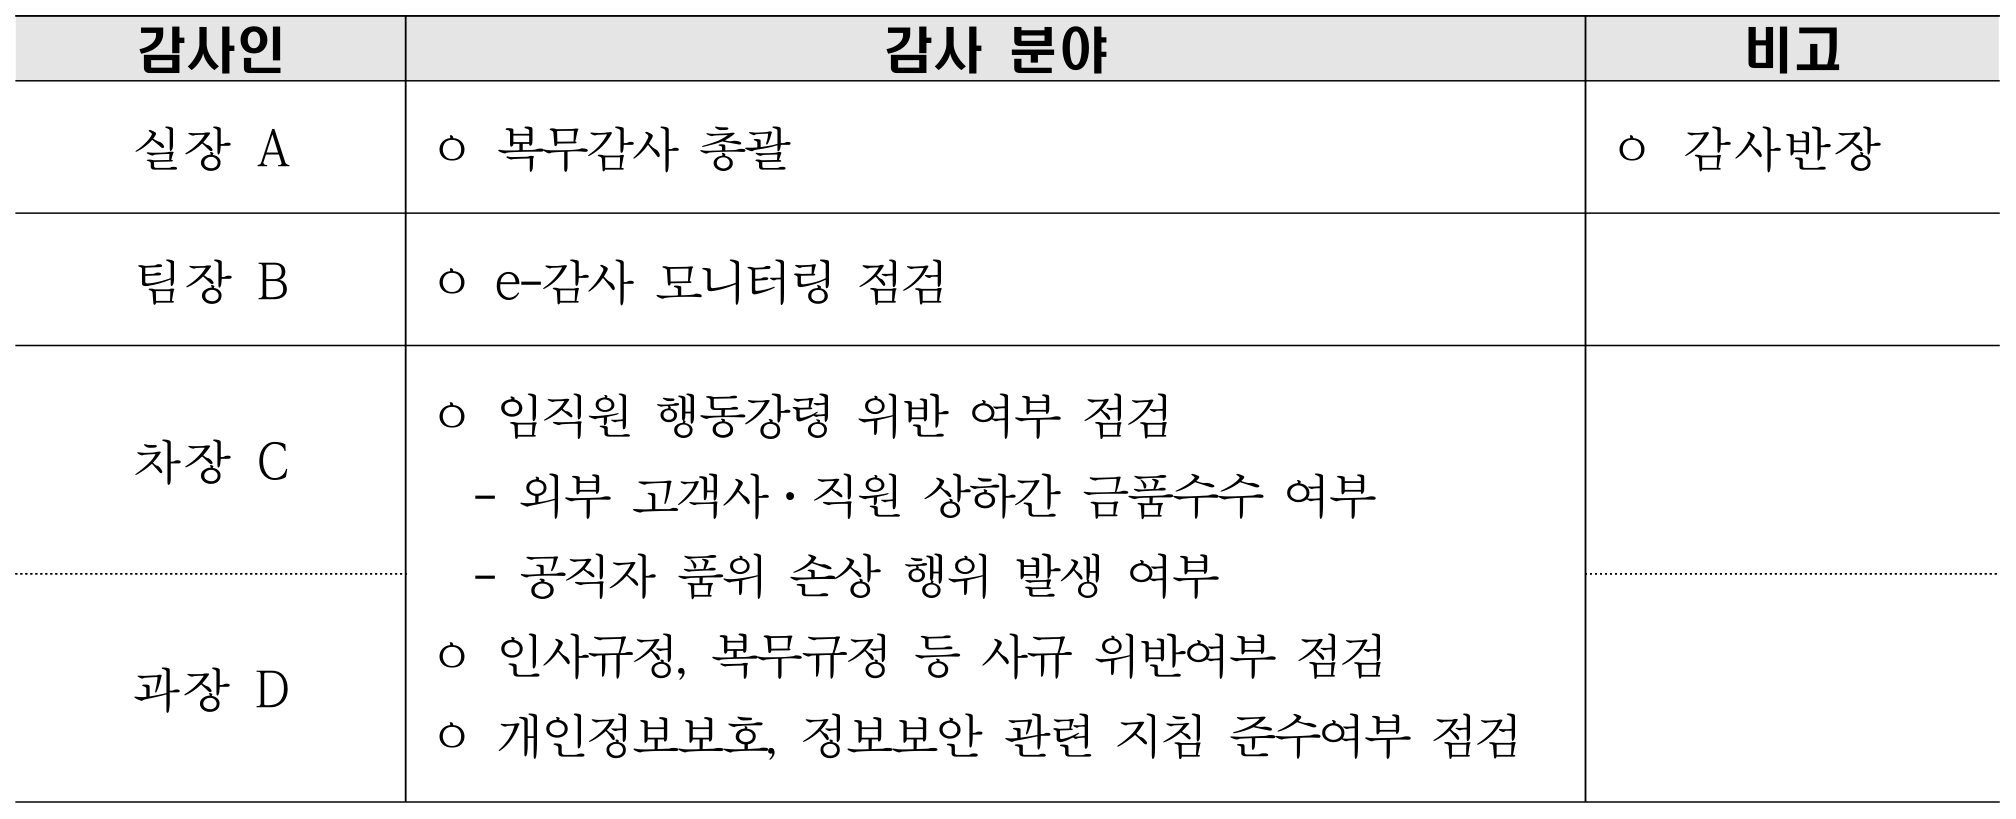 감사인 감사 분야 비고
실장 A ㅇ 복무감사 총괄 ㅇ 감사반장
팀장 B ㅇ e-감사 모니터링 점검
차장 C
ㅇ 임직원 행동강령 위반 여부 점검
- 외부 고객사·직원 상하간 금품수수 여부
- 공직자 품위 손상 행위 발생 여부
과장 D
ㅇ 인사규정, 복무규정 등 사규 위반여부 점검
ㅇ 개인정보보호, 정보보안 관련 지침 준수여부 점검